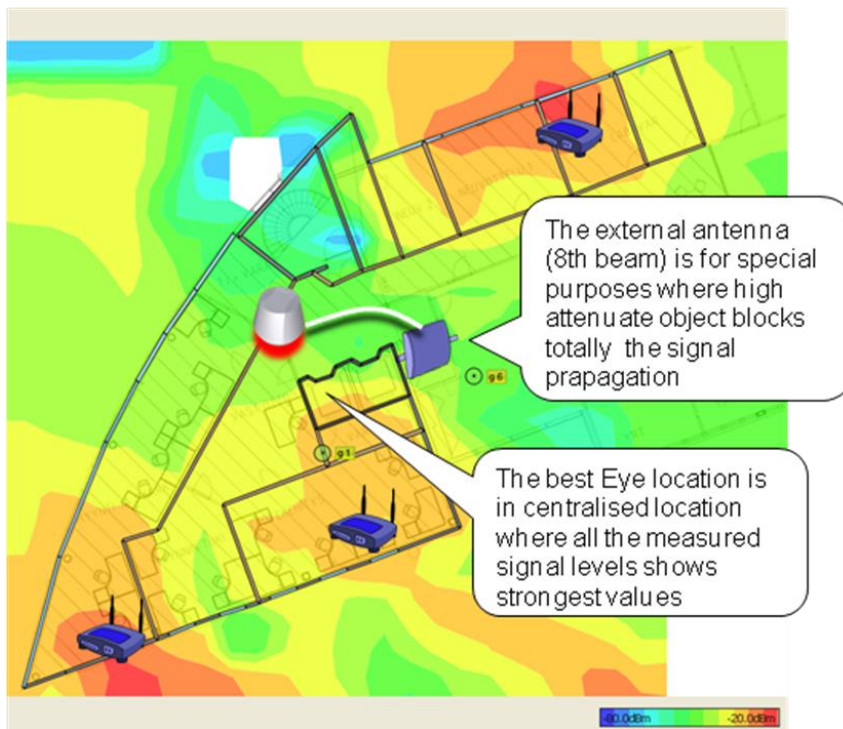 The external antenna
(8th beam) is for special
purposes where high
attenuate object blocks
totally the signal
prapagation
g6
g1
The best Eye location is
in centralised location
where all the measured
signal levels shows
strongest values
-80.0dBm
-20.0dBm